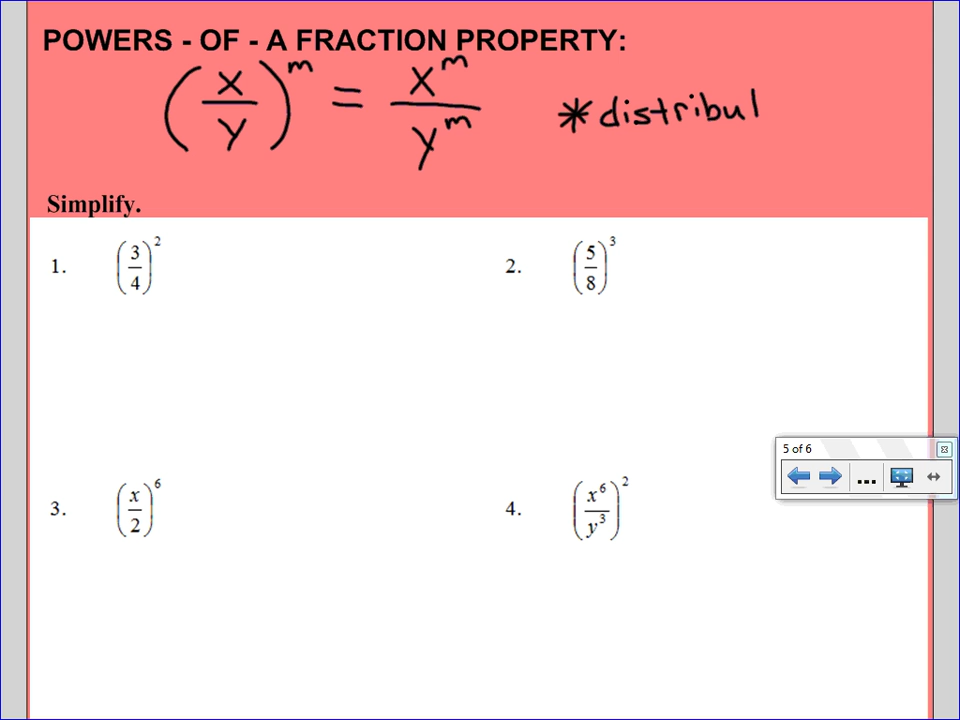 POWERS - OF - A FRACTION PROPERTY:
(x/y)^m = x^m/y^m *distribut
Simplify.
1. (3/4)^2 2. (5/8)^3
5 of 6
3. (x/2)^6 4. (x^6/y^3)^2